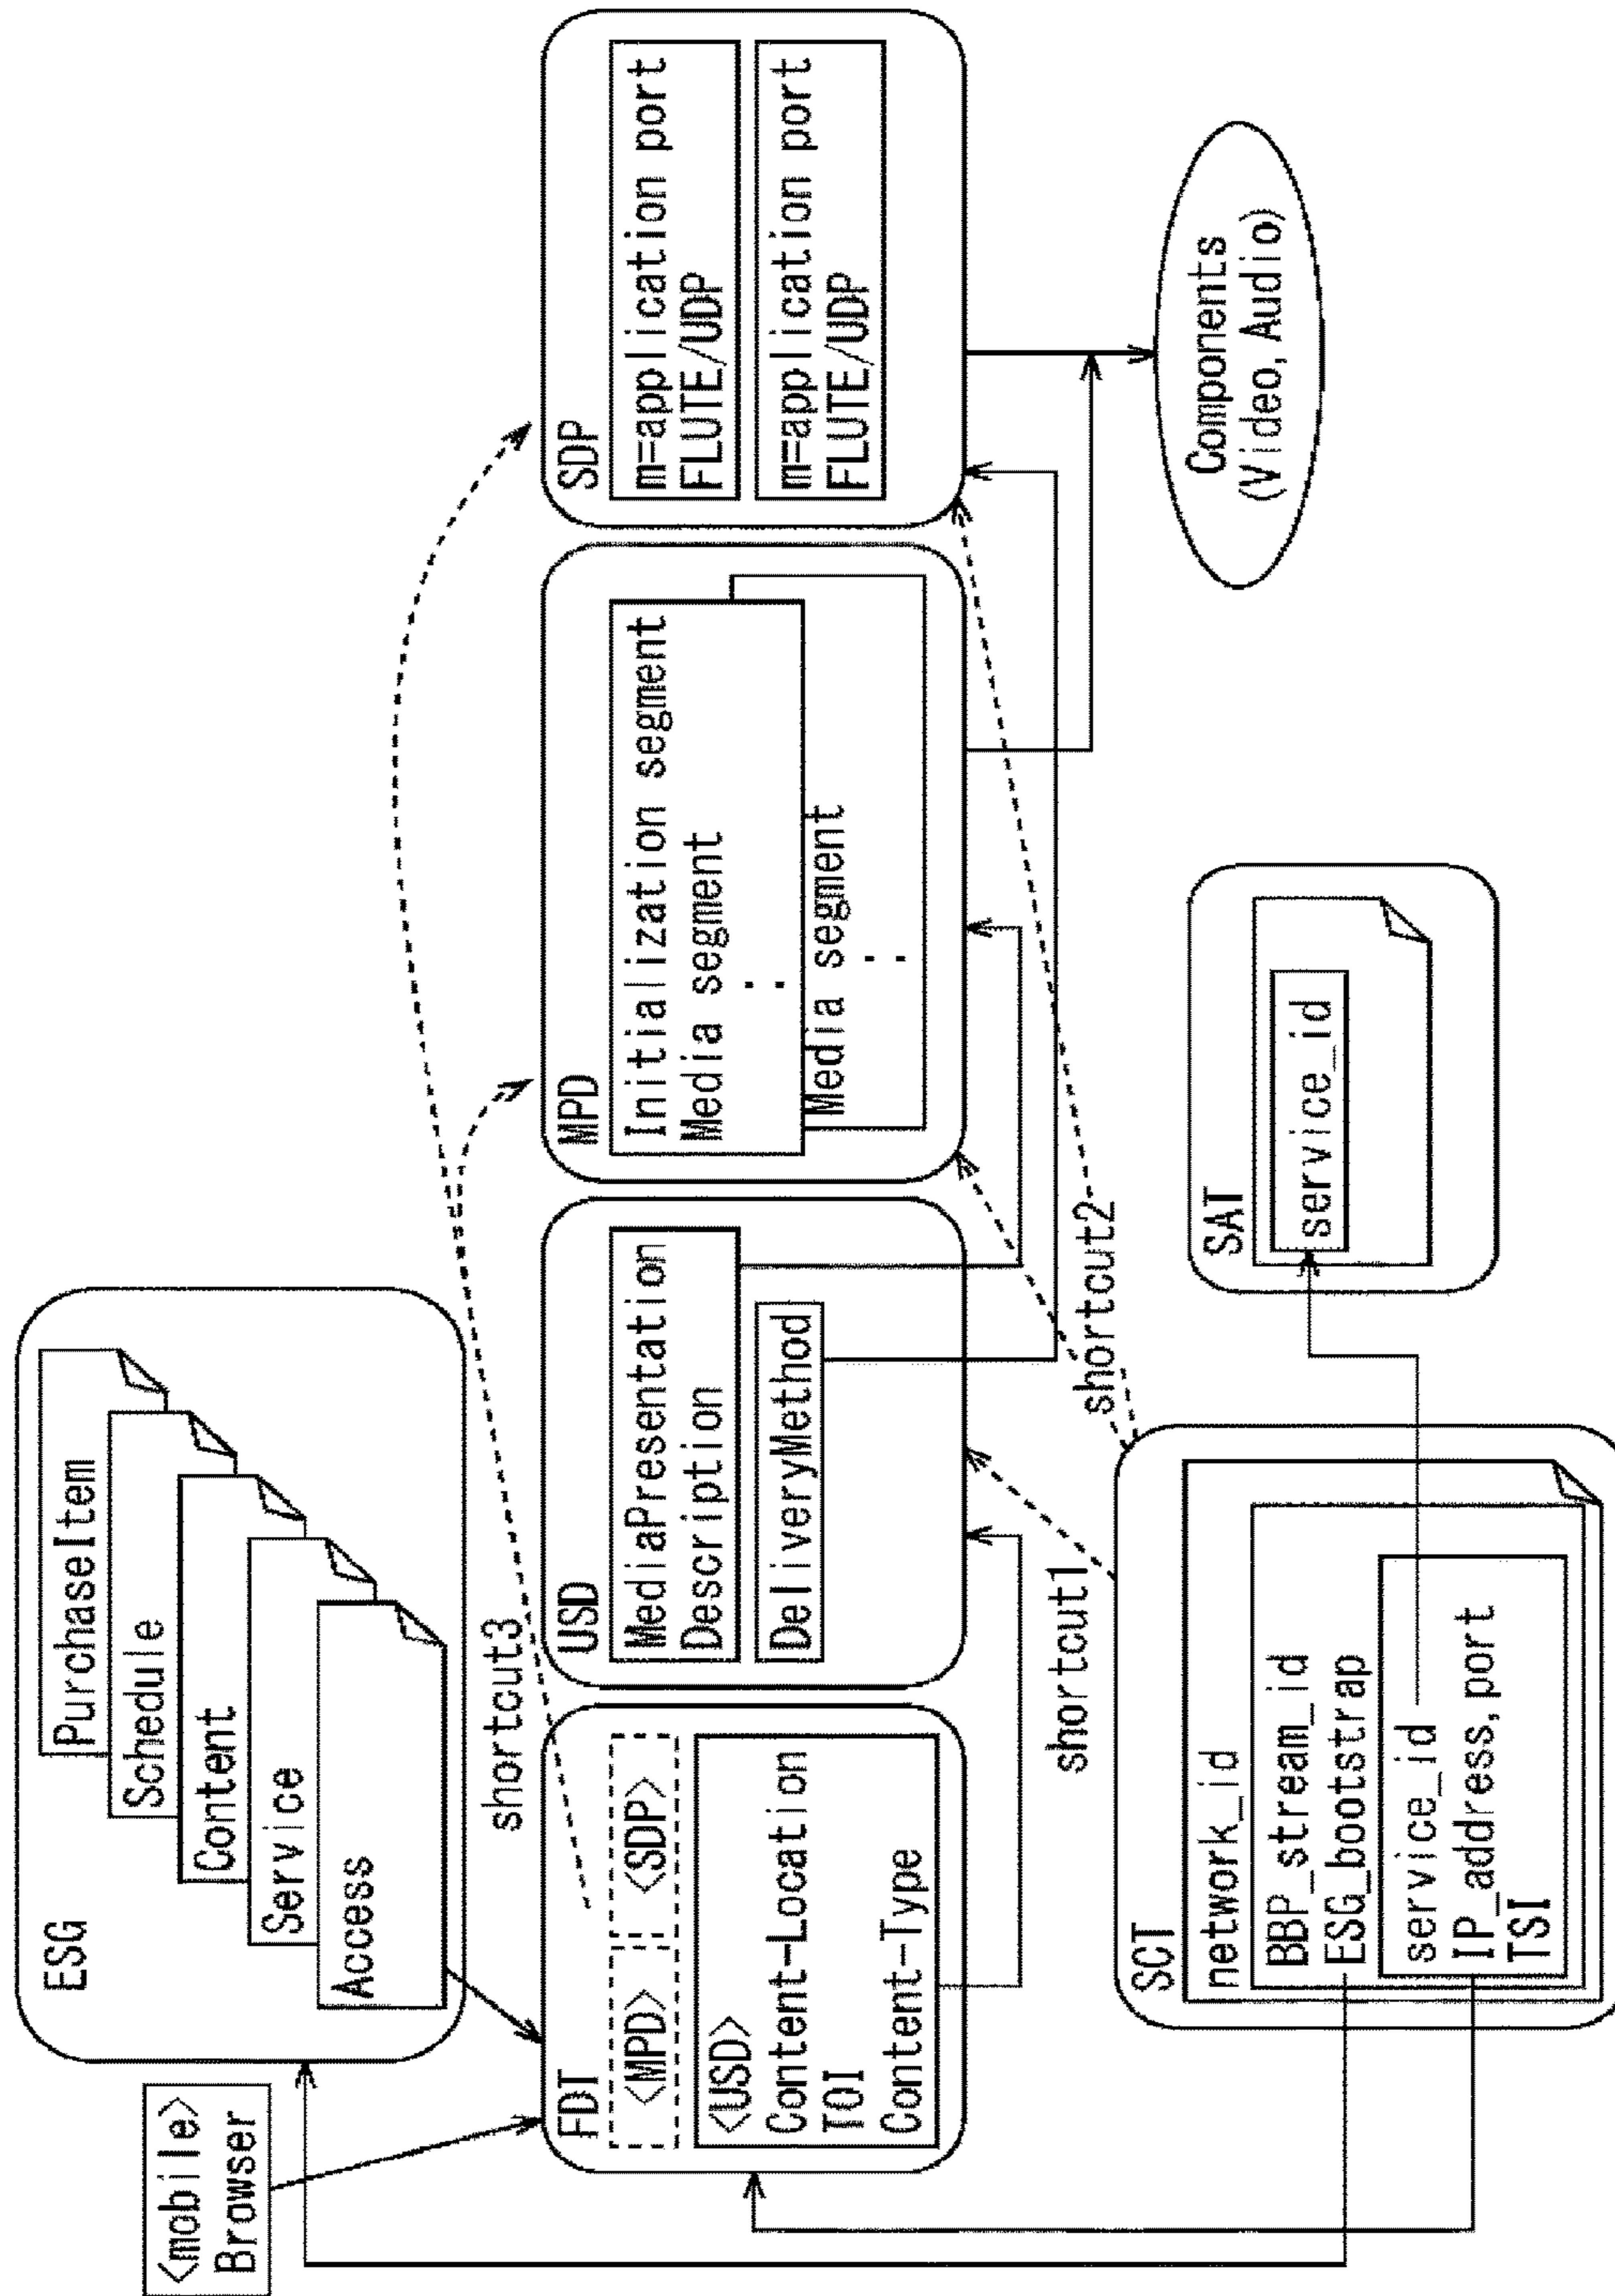 <mobile>
Browser
ESG
PurchaseItem
Schedule
Content
Service
Access
shortcut3
FDT
<MPD>
<SDP>
<USD>
Content-Location
TOI
Content-Type
USD
MediaPresentation
Description
DeliveryMethod
MPD
Initialization segment
Media segment
:
Media segment
:
SDP
m=application port
FLUTE/UDP
m=application port
FLUTE/UDP
shortcut1
shortcut2
SCT
network_id
BBP_stream_id
ESG_bootstrap
service_id
IP_address,port
TSI
SAT
service_id
Components
(Video, Audio)